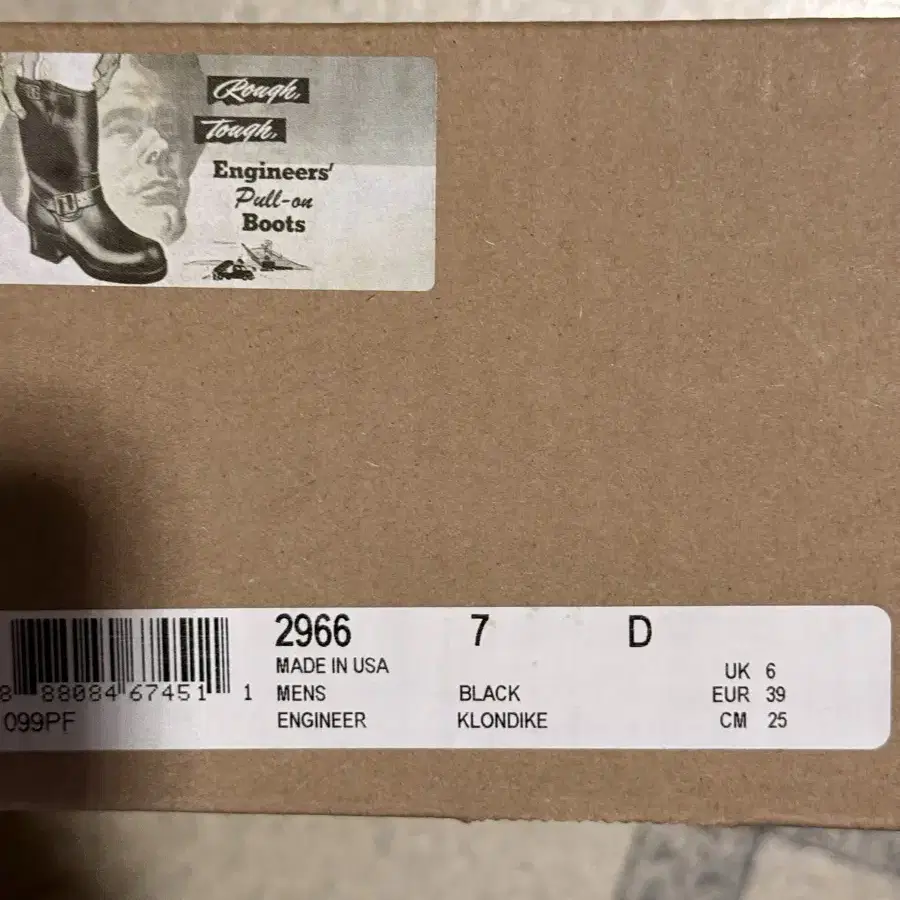 Rough,
Tough,
Engineers'
Pull-on
Boots
2966 7 D
MADE IN USA UK 6
8 88084 67451 1 MENS BLACK EUR 39
099PF ENGINEER KLONDIKE CM 25